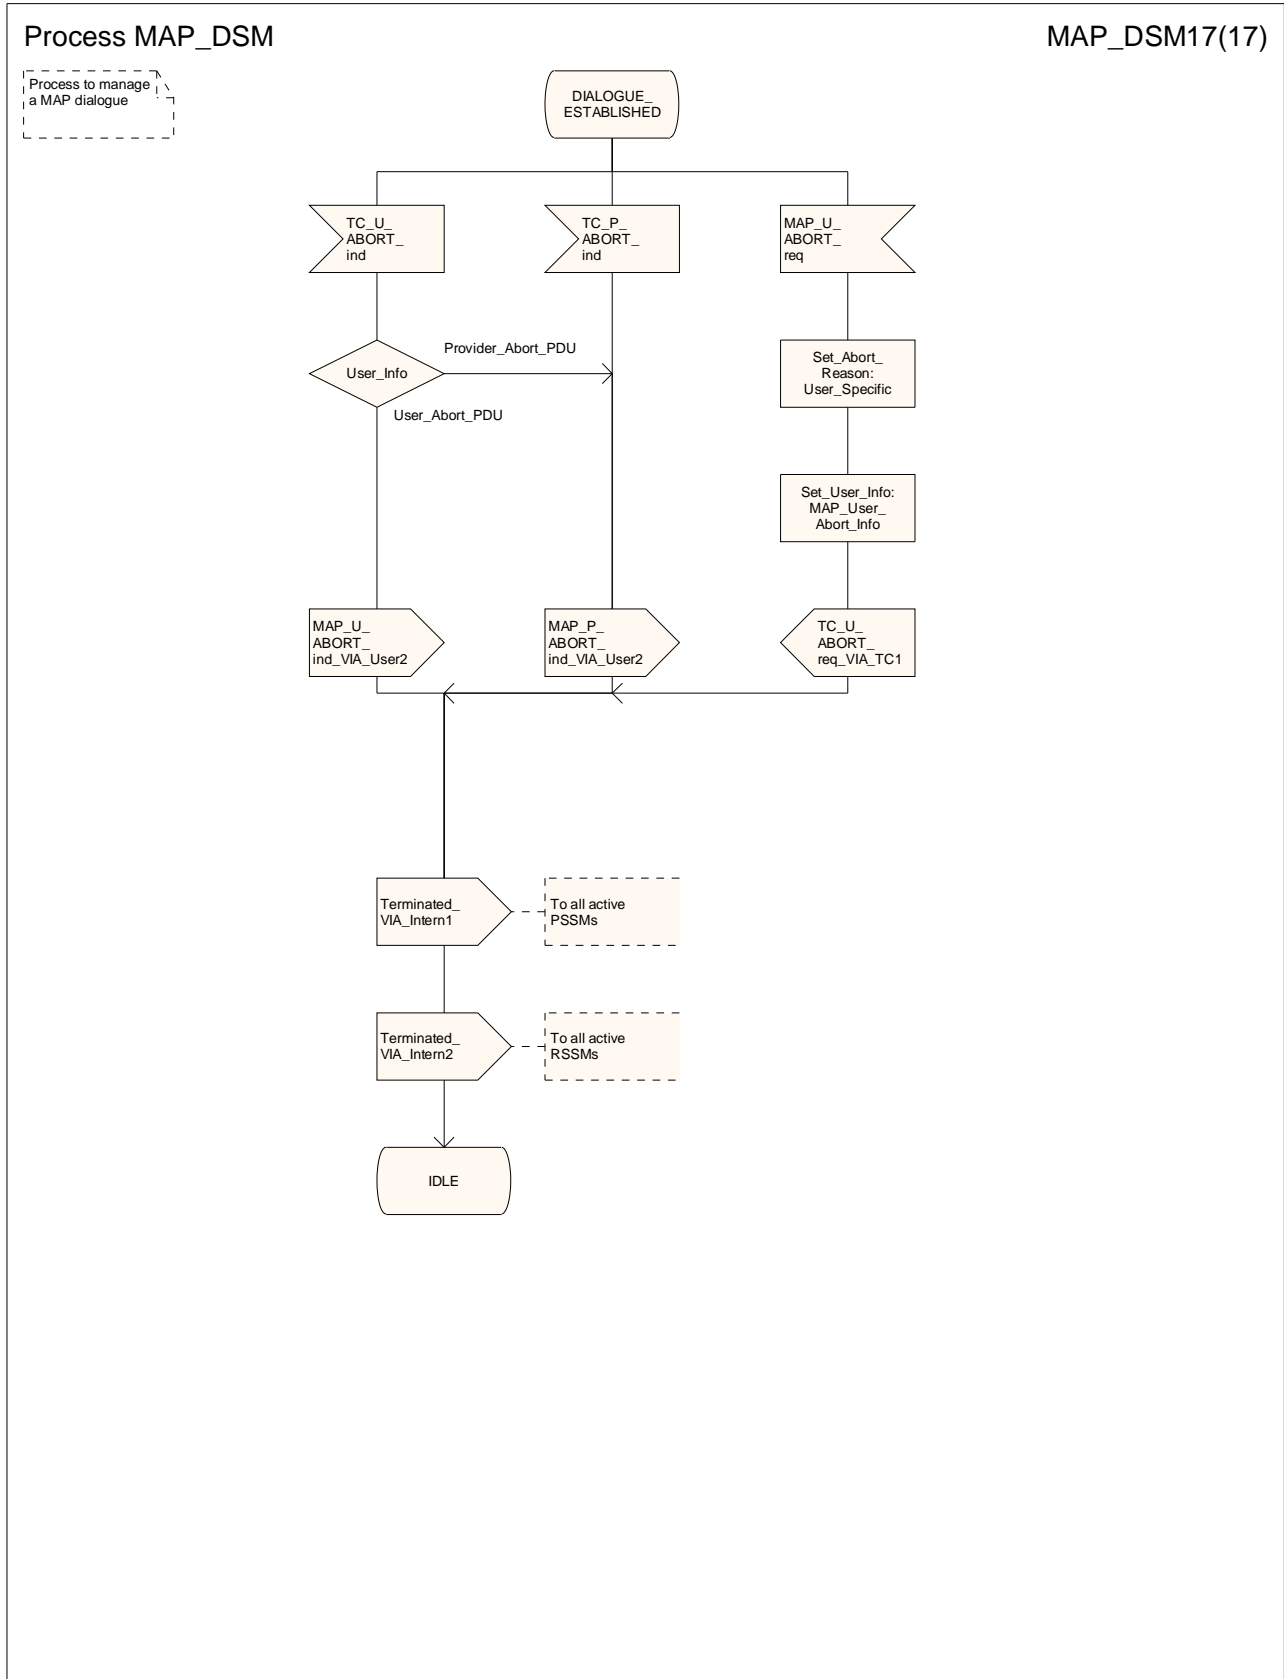 Process MAP_DSM
MAP_DSM17(17)
Process to manage
a MAP dialogue
DIALOGUE_
ESTABLISHED
TC_U_
ABORT_
ind
TC_P_
ABORT_
ind
MAP_U_
ABORT_
req
User_Info
Provider_Abort_PDU
User_Abort_PDU
Set_Abort_
Reason:
User_Specific
Set_User_Info:
MAP_User_
Abort_Info
MAP_U_
ABORT_
ind_VIA_User2
MAP_P_
ABORT_
ind_VIA_User2
TC_U_
ABORT_
req_VIA_TC1
Terminated_
VIA_Intern1
To all active
PSSMs
Terminated_
VIA_Intern2
To all active
RSSMs
IDLE